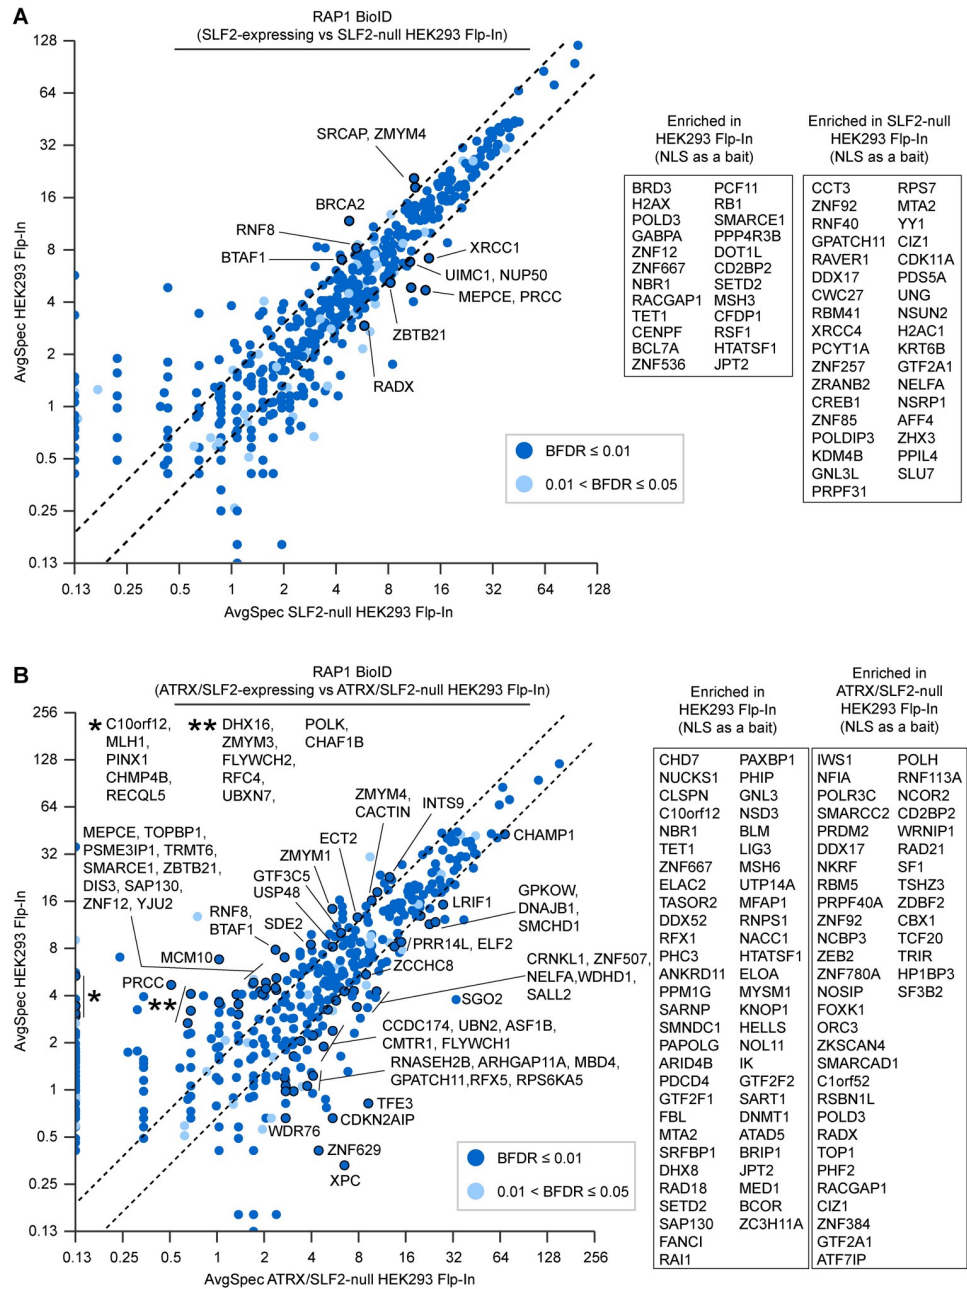 A
RAP1 BioID
(SLF2-expressing vs SLF2-null HEK293 Flp-In)
128
64
32
16
8
4
2
1
0.5
0.25
0.13
AvgSpec HEK293 Flp-In
SRCAP, ZMYM4
BRCA2
RNF8
BTAF1
XRCC1
UIMC1, NUP50
MEPCE, PRCC
ZBTB21
RADX
BFDR ≤ 0.01
0.01 < BFDR ≤ 0.05
0.13 0.25 0.5 1 2 4 8 16 32 64 128
AvgSpec SLF2-null HEK293 Flp-In
Enriched in
HEK293 Flp-In
(NLS as a bait)
BRD3 PCF11
H2AX RB1
POLD3 SMARCE1
GABPA PPP4R3B
ZNF12 DOT1L
ZNF667 CD2BP2
NBR1 SETD2
RACGAP1 MSH3
TET1 CFDP1
CENPF RSF1
BCL7A HTATSF1
ZNF536 JPT2
Enriched in SLF2-null
HEK293 Flp-In
(NLS as a bait)
CCT3 RPS7
ZNF92 MTA2
RNF40 YY1
GPATCH11 CIZ1
RAVER1 CDK11A
DDX17 PDS5A
CWC27 UNG
RBM41 NSUN2
XRCC4 H2AC1
PCYT1A KRT6B
ZNF257 GTF2A1
ZRANB2 NELFA
CREB1 NSRP1
ZNF85 AFF4
POLDIP3 ZHX3
KDM4B PPIL4
GNL3L SLU7
PRPF31
B
RAP1 BioID
(ATRX/SLF2-expressing vs ATRX/SLF2-null HEK293 Flp-In)
256
128
64
32
16
8
4
2
1
0.5
0.25
0.13
AvgSpec HEK293 Flp-In
* C10orf12,
MLH1,
PINX1
CHMP4B,
RECQL5
** DHX16,
ZMYM3,
FLYWCH2,
RFC4,
UBXN7,
POLK,
CHAF1B
MEPCE, TOPBP1,
PSME3IP1, TRMT6,
SMARCE1, ZBTB21,
DIS3, SAP130,
ZNF12, YJU2
ZMYM4,
CACTIN
INTS9
ECT2
CHAMP1
ZMYM1
GTF3C5
USP48
LRIF1
GPKOW,
DNAJB1,
SMCHD1
RNF8,
BTAF1
SDE2
PRR14L, ELF2
MCM10
ZCCHC8
CRNKL1, ZNF507,
NELFA,WDHD1,
SALL2
PRCC
*
**
SGO2
CCDC174, UBN2, ASF1B,
CMTR1, FLYWCH1
RNASEH2B, ARHGAP11A, MBD4,
GPATCH11,RFX5, RPS6KA5
TFE3
CDKN2AIP
WDR76
ZNF629
XPC
BFDR ≤ 0.01
0.01 < BFDR ≤ 0.05
0.13 0.25 0.5 1 2 4 8 16 32 64 128 256
AvgSpec ATRX/SLF2-null HEK293 Flp-In
Enriched in
HEK293 Flp-In
(NLS as a bait)
CHD7 PAXBP1
NUCKS1 PHIP
CLSPN GNL3
C10orf12 NSD3
NBR1 BLM
TET1 LIG3
ZNF667 MSH6
ELAC2 UTP14A
TASOR2 MFAP1
DDX52 RNPS1
RFX1 NACC1
PHC3 HTATSF1
ANKRD11 ELOA
PPM1G MYSM1
SARNP KNOP1
SMNDC1 HELLS
PAPOLG NOL11
ARID4B IK
PDCD4 GTF2F2
GTF2F1 SART1
FBL DNMT1
MTA2 ATAD5
SRFBP1 BRIP1
DHX8 JPT2
RAD18 MED1
SETD2 BCOR
SAP130 ZC3H11A
FANCI
RAI1
Enriched in
ATRX/SLF2-null
HEK293 Flp-In
(NLS as a bait)
IWS1 POLH
NFIA RNF113A
POLR3C NCOR2
SMARCC2 CD2BP2
PRDM2 WRNIP1
DDX17 RAD21
NKRF SF1
RBM5 TSHZ3
PRPF40A ZDBF2
ZNF92 CBX1
NCBP3 TCF20
ZEB2 TRIR
ZNF780A HP1BP3
NOSIP SF3B2
FOXK1
ORC3
ZKSCAN4
SMARCAD1
C1orf52
RSBN1L
POLD3
RADX
TOP1
PHF2
RACGAP1
CIZ1
ZNF384
GTF2A1
ATF7IP